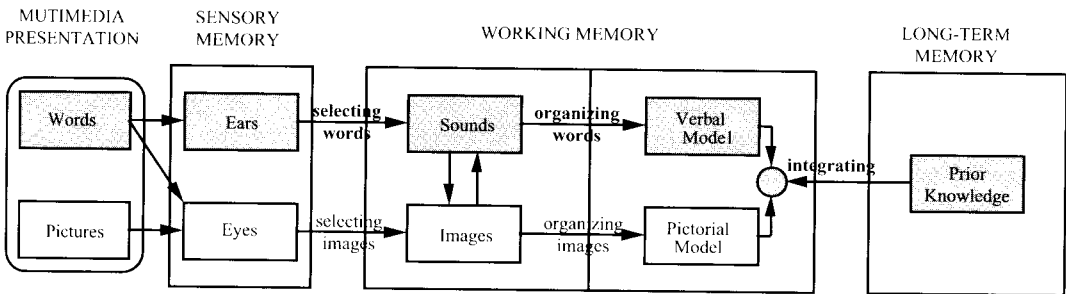 MUTIMEDIA
PRESENTATION
SENSORY
MEMORY
WORKING MEMORY
LONG-TERM
MEMORY
Words
Ears
selecting
words
Sounds
organizing
words
Verbal
Model
integrating
Prior
Knowledge
Pictures
Eyes
selecting
images
Images
organizing
images
Pictorial
Model